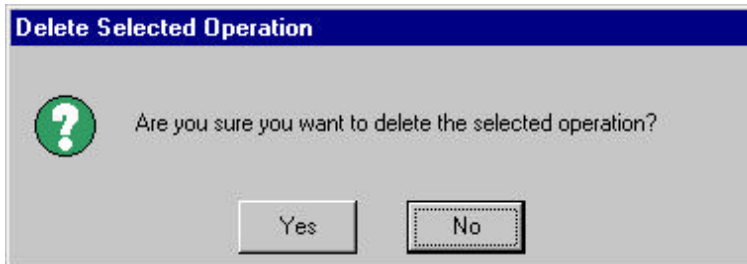 Delete Selected Operation
Are you sure you want to delete the selected operation?
Yes No